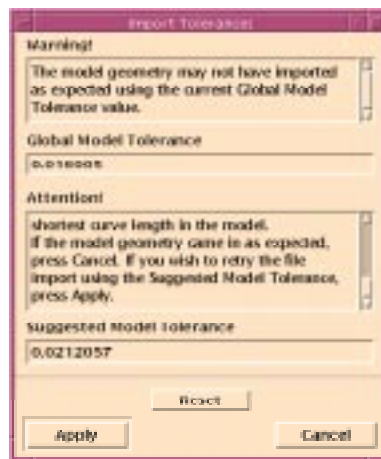 Import Tolerances
Warning!
The model geometry may not have imported
as expected using the current Global Model
Tolerance value.
Global Model Tolerance
Attention!
shortest curve length in the model.
If the model geometry came in as expected,
press Cancel. If you wish to retry the file
import using the Suggested Model Tolerance,
press Apply.
Suggested Model Tolerance
0.0212057
Reset
Apply
Cancel